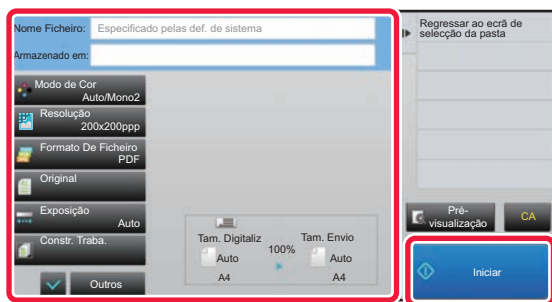 Nome Ficheiro:
Especificado pelas def. de sistema
Armazenado em:
Modo de Cor
Auto/Mono2
Resolução
200x200ppp
Formato De Ficheiro
PDF
Original
Exposição
Auto
Constr. Traba.
Outros
Tam. Digitaliz
100%
Tam. Envio
Auto
Auto
A4
A4
Regressar ao ecrã de
selecção da pasta
Pré-
visualização
CA
Iniciar